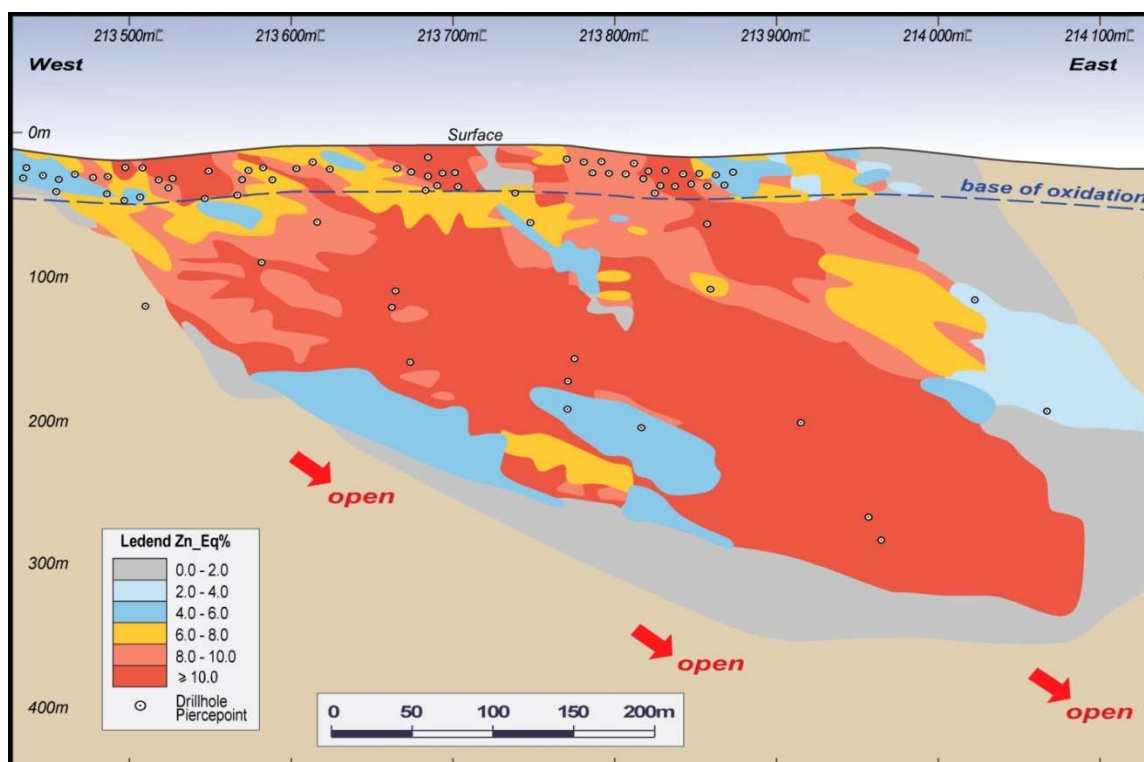 213 500mE 213 600mE 213 700mE 213 800mE 213 900mE 214 000mE 214 100mE
West East
0m
Surface
base of oxidation
100m
200m
open
300m
open
400m
open
Ledend Zn_Eq%
0.0 - 2.0
2.0 - 4.0
4.0 - 6.0
6.0 - 8.0
8.0 - 10.0
⩾ 10.0
Drillhole
Piercepoint
0 50 100 150 200m